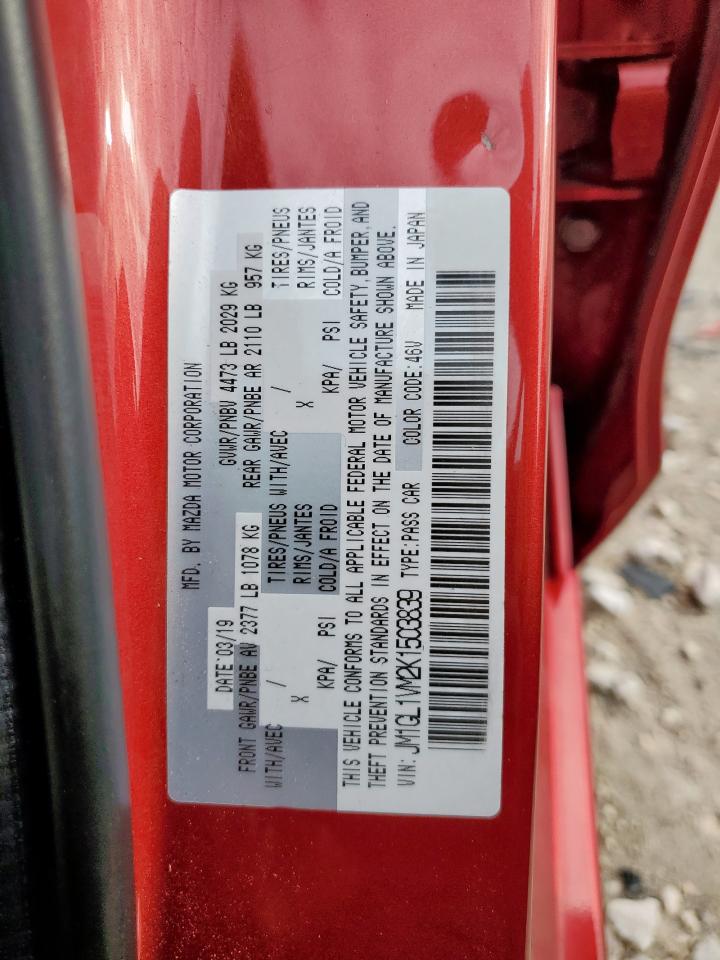 MFD. BY MAZDA MOTOR CORPORATION
DATE:03/19 GVWR/PNBV 4473 LB 2029 KG
FRONT GAWR/PNBE AV 2377 LB 1078 KG REAR GAWR/PNBE AR 2110 LB 957 KG
WITH/AVEC / TIRES/PNEUS WITH/AVEC / TIRES/PNEUS
X RIMS/JANTES X RIMS/JANTES
KPA/ PSI COLD/A FROID KPA/ PSI COLD/A FROID
THIS VEHICLE CONFORMS TO ALL APPLICABLE FEDERAL MOTOR VEHICLE SAFETY, BUMPER, AND
THEFT PREVENTION STANDARDS IN EFFECT ON THE DATE OF MANUFACTURE SHOWN ABOVE.
VIN: JM1GL1VM2K1503839 TYPE:PASS CAR COLOR CODE:46V MADE IN JAPAN